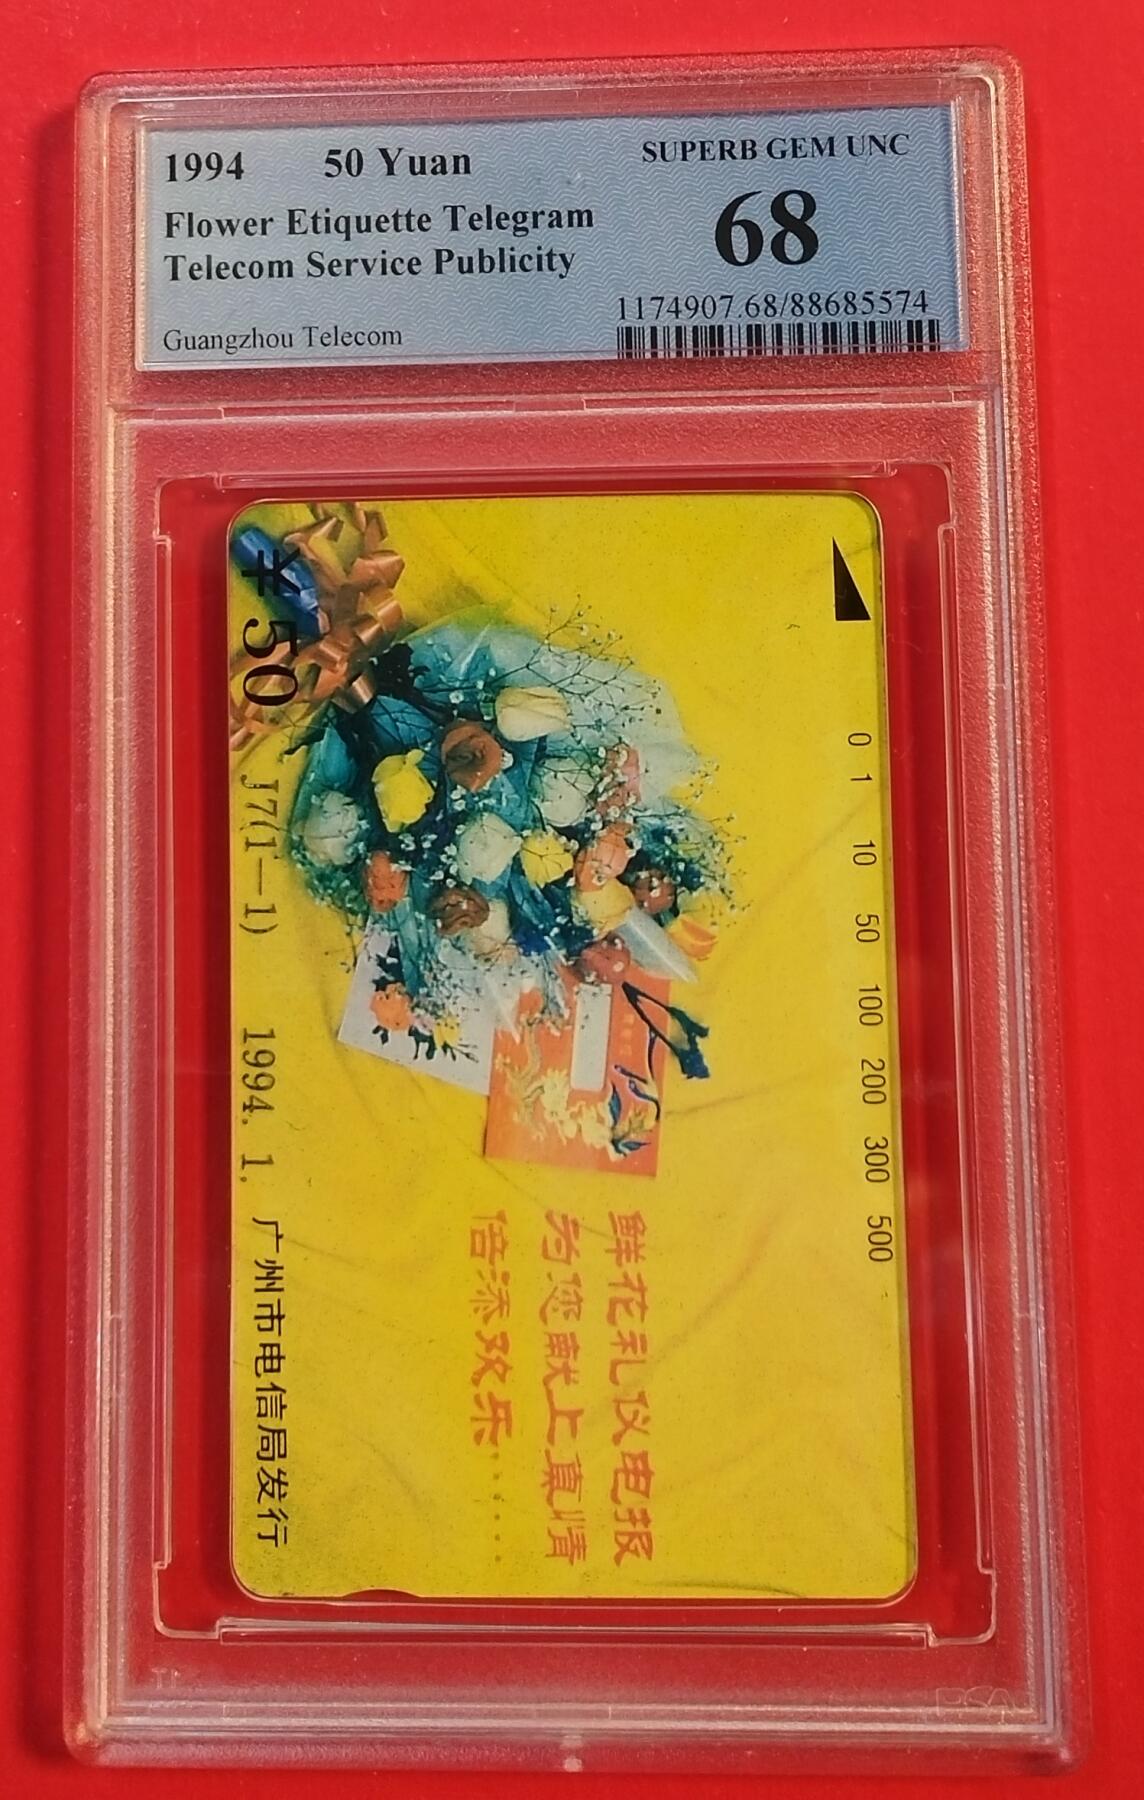 1994 50 Yuan
SUPERB GEM UNC
68
Flower Etiquette Telegram
Telecom Service Publicity
1174907.68/88685574
Guangzhou Telecom
0 1 10 50 100 200 300 500
鲜花礼仪电报
为您献上真情
倍添欢乐......
¥50 J7(1—1) 1994.1. 广州市电信局发行